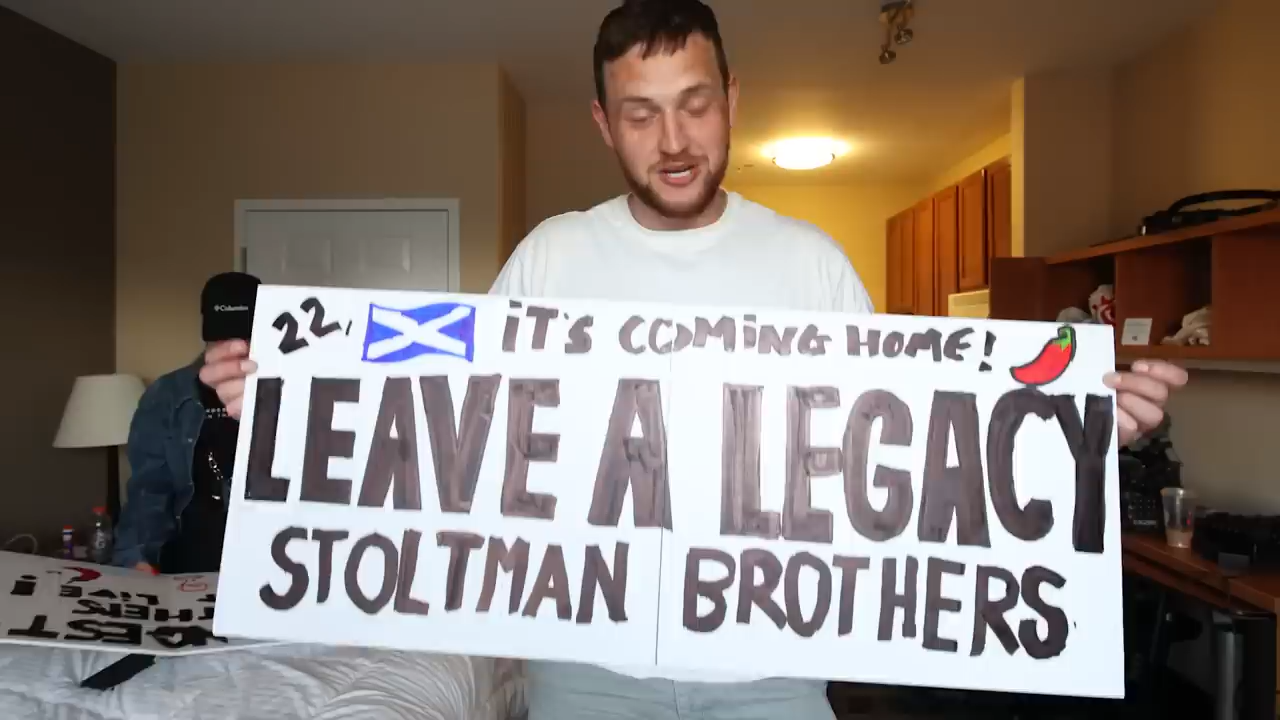 Columbia
22. IT'S COMING HOME!
LEAVE A LEGACY
STOLTMAN BROTHERS